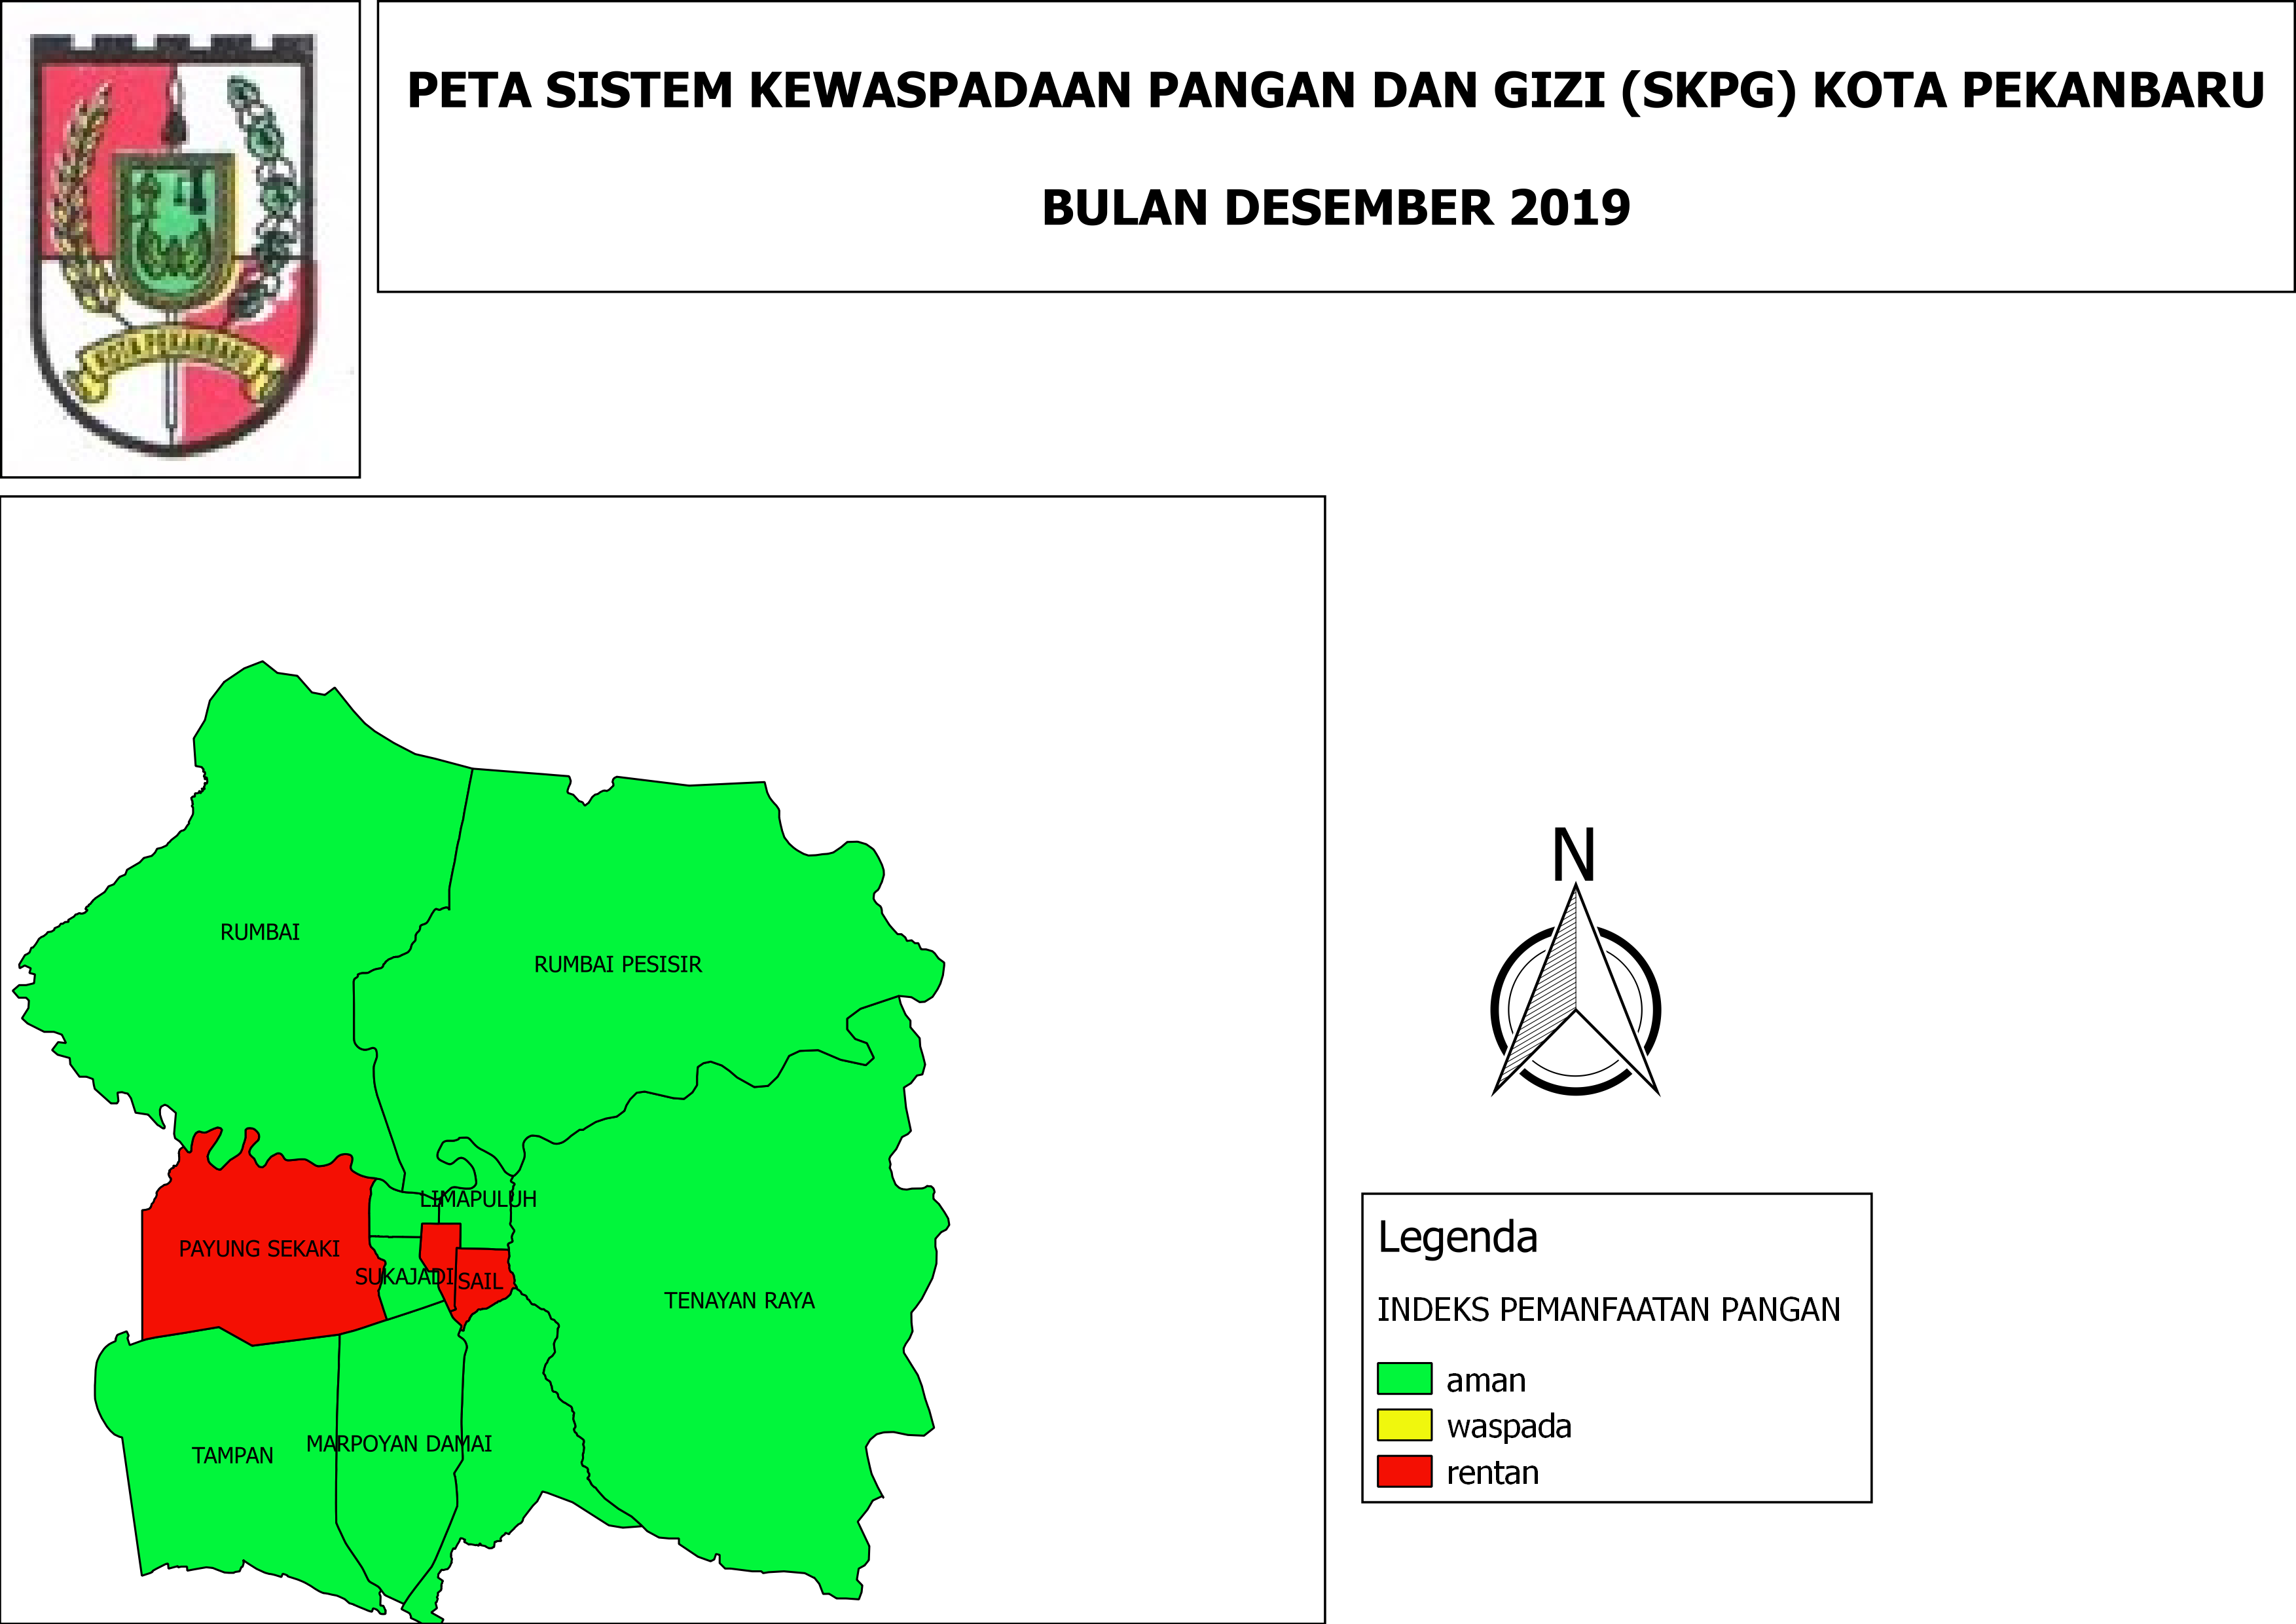 KOTA PEKANBARU
PETA SISTEM KEWASPADAAN PANGAN DAN GIZI (SKPG) KOTA PEKANBARU
BULAN DESEMBER 2019
RUMBAI
RUMBAI PESISIR
LIMAPULUH
PAYUNG SEKAKI
SUKAJADI
SAIL
TENAYAN RAYA
MARPOYAN DAMAI
TAMPAN
N
Legenda
INDEKS PEMANFAATAN PANGAN
aman
waspada
rentan